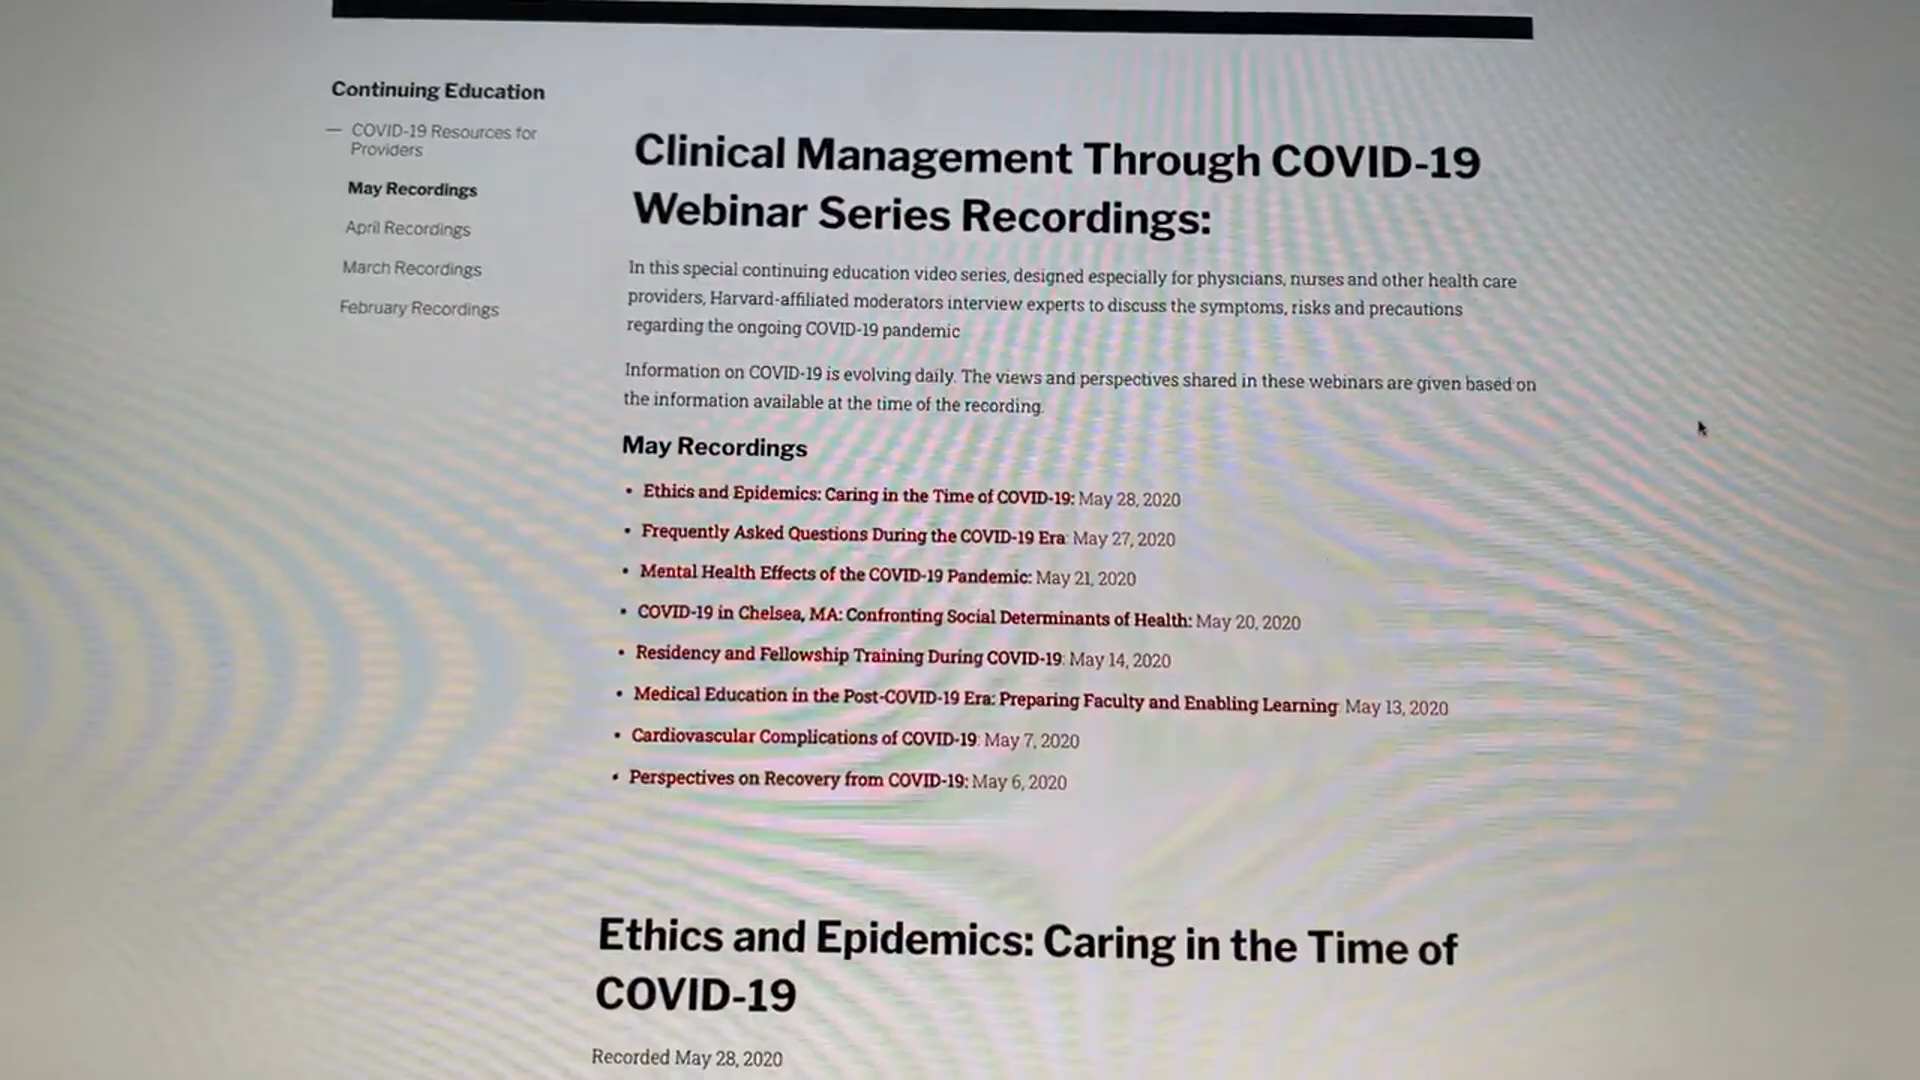 Continuing Education
— COVID-19 Resources for
Providers
May Recordings
April Recordings
March Recordings
February Recordings
Clinical Management Through COVID-19
Webinar Series Recordings:
In this special continuing education video series, designed especially for physicians, nurses and other health care
providers, Harvard-affiliated moderators interview experts to discuss the symptoms, risks and precautions
regarding the ongoing COVID-19 pandemic
Information on COVID-19 is evolving daily. The views and perspectives shared in these webinars are given based on
the information available at the time of the recording.
May Recordings
• Ethics and Epidemics: Caring in the Time of COVID-19: May 28, 2020
• Frequently Asked Questions During the COVID-19 Era: May 27, 2020
• Mental Health Effects of the COVID-19 Pandemic: May 21, 2020
• COVID-19 in Chelsea, MA: Confronting Social Determinants of Health: May 20, 2020
• Residency and Fellowship Training During COVID-19: May 14, 2020
• Medical Education in the Post-COVID-19 Era: Preparing Faculty and Enabling Learning: May 13, 2020
• Cardiovascular Complications of COVID-19: May 7, 2020
• Perspectives on Recovery from COVID-19: May 6, 2020
Ethics and Epidemics: Caring in the Time of
COVID-19
Recorded May 28, 2020